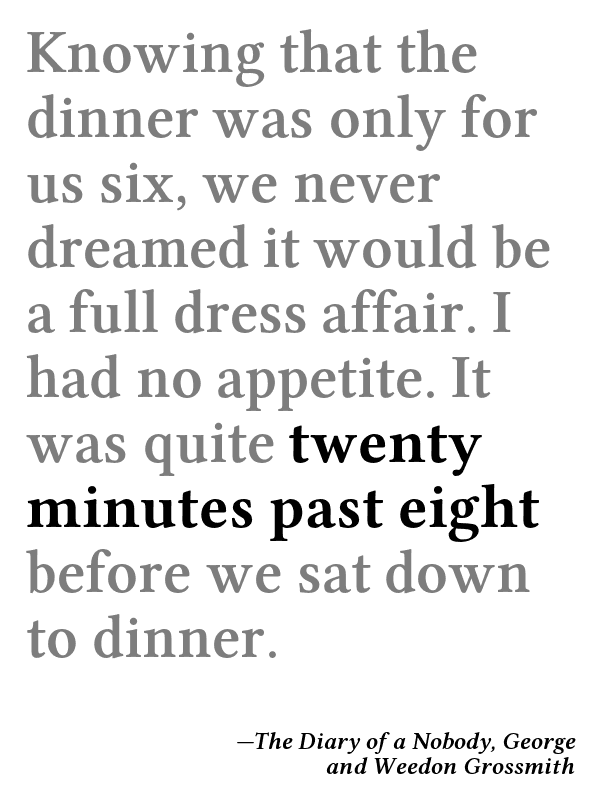 Knowing that the
dinner was only for
us six, we never
dreamed it would be
a full dress affair. I
had no appetite. It
was quite twenty
minutes past eight
before we sat down
to dinner.
—The Diary of a Nobody, George
and Weedon Grossmith